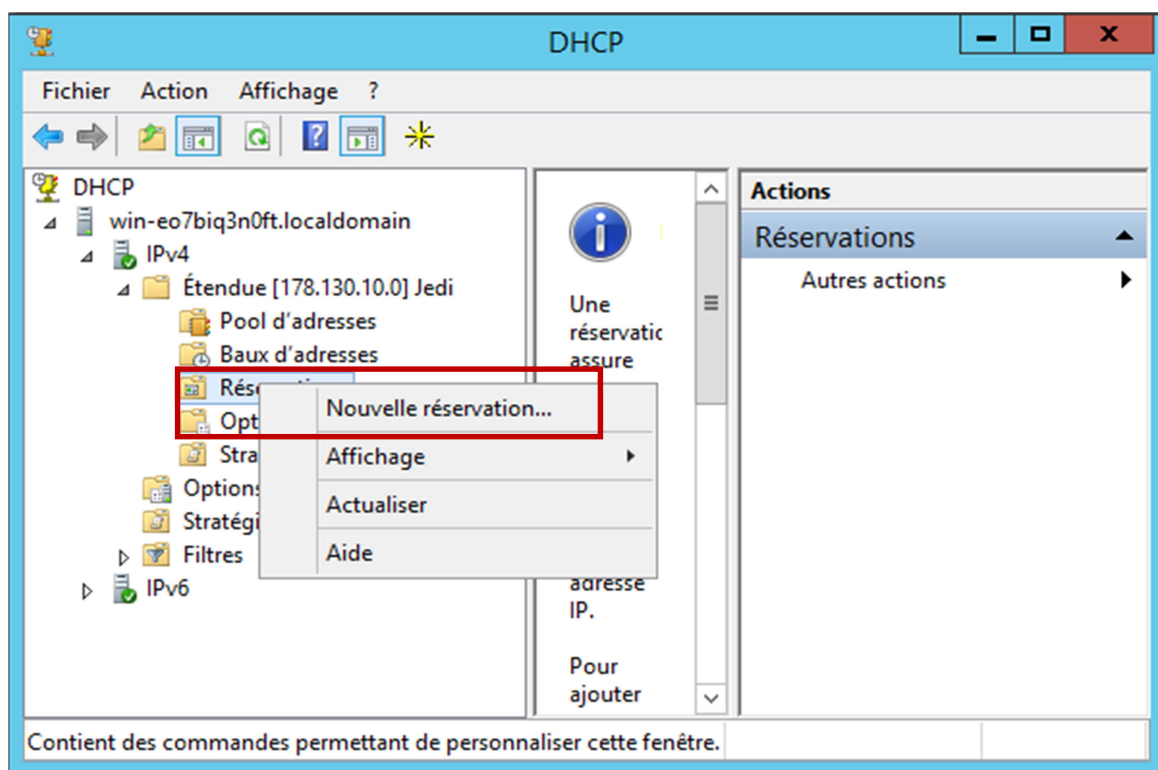 DHCP
Fichier Action Affichage ?
DHCP
win-eo7biq3n0ft.localdomain
IPv4
Étendue [178.130.10.0] Jedi
Pool d'adresses
Baux d'adresses
Nouvelle réservation...
Affichage
Actualiser
Aide
Filtres
IPv6
Une
assure
adresse
IP.
Pour
ajouter
Actions
Réservations
Autres actions
Contient des commandes permettant de personnaliser cette fenêtre.